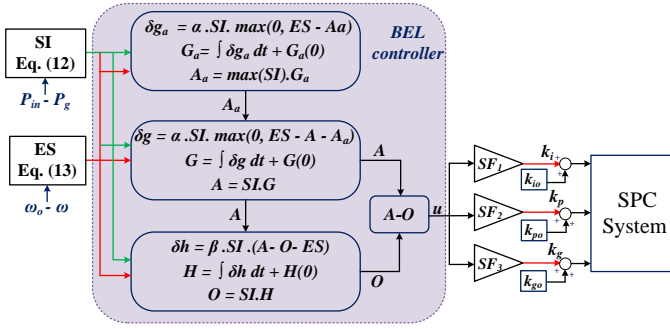 SI
Eq. (12)
P_in - P_g
ES
Eq. (13)
ω_o - ω
BEL
controller
δg_a = α .SI. max(0, ES - Aa)
G_a= ∫ δg_a dt + G_a(0)
A_a = max(SI).G_a
A_a
δg = α .SI. max(0, ES - A - A_a)
G = ∫ δg dt + G(0)
A = SI.G
A
A
δh = β .SI .(A- O- ES)
H = ∫ δh dt + H(0)
O = SI.H
O
A-O
u
SF_1
k_i
+
+
k_io
SF_2
k_p
+
+
k_po
SF_3
k_g
+
+
k_go
SPC
System